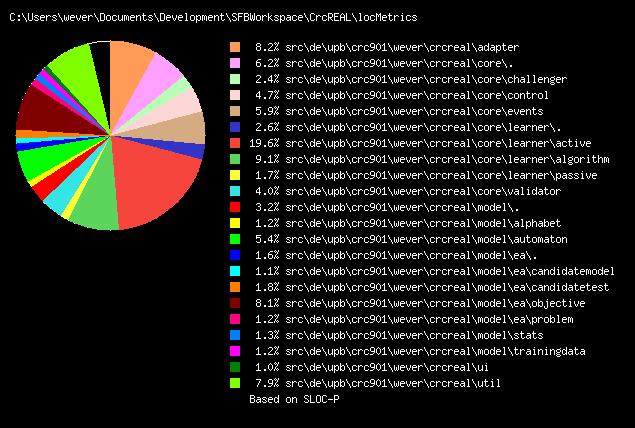 C:\Users\wever\Documents\Development\SFBWorkspace\CrcREAL\locMetrics
8.2% src\de\upb\crc901\wever\crcreal\adapter
6.2% src\de\upb\crc901\wever\crcreal\core\.
2.4% src\de\upb\crc901\wever\crcreal\core\challenger
4.7% src\de\upb\crc901\wever\crcreal\core\control
5.9% src\de\upb\crc901\wever\crcreal\core\events
2.6% src\de\upb\crc901\wever\crcreal\core\learner\.
19.6% src\de\upb\crc901\wever\crcreal\core\learner\active
9.1% src\de\upb\crc901\wever\crcreal\core\learner\algorithm
1.7% src\de\upb\crc901\wever\crcreal\core\learner\passive
4.0% src\de\upb\crc901\wever\crcreal\core\validator
3.2% src\de\upb\crc901\wever\crcreal\model\.
1.2% src\de\upb\crc901\wever\crcreal\model\alphabet
5.4% src\de\upb\crc901\wever\crcreal\model\automaton
1.6% src\de\upb\crc901\wever\crcreal\model\ea\.
1.1% src\de\upb\crc901\wever\crcreal\model\ea\candidatemodel
1.8% src\de\upb\crc901\wever\crcreal\model\ea\candidatetest
8.1% src\de\upb\crc901\wever\crcreal\model\ea\objective
1.2% src\de\upb\crc901\wever\crcreal\model\ea\problem
1.3% src\de\upb\crc901\wever\crcreal\model\stats
1.2% src\de\upb\crc901\wever\crcreal\model\trainingdata
1.0% src\de\upb\crc901\wever\crcreal\ui
7.9% src\de\upb\crc901\wever\crcreal\util
Based on SLOC-P